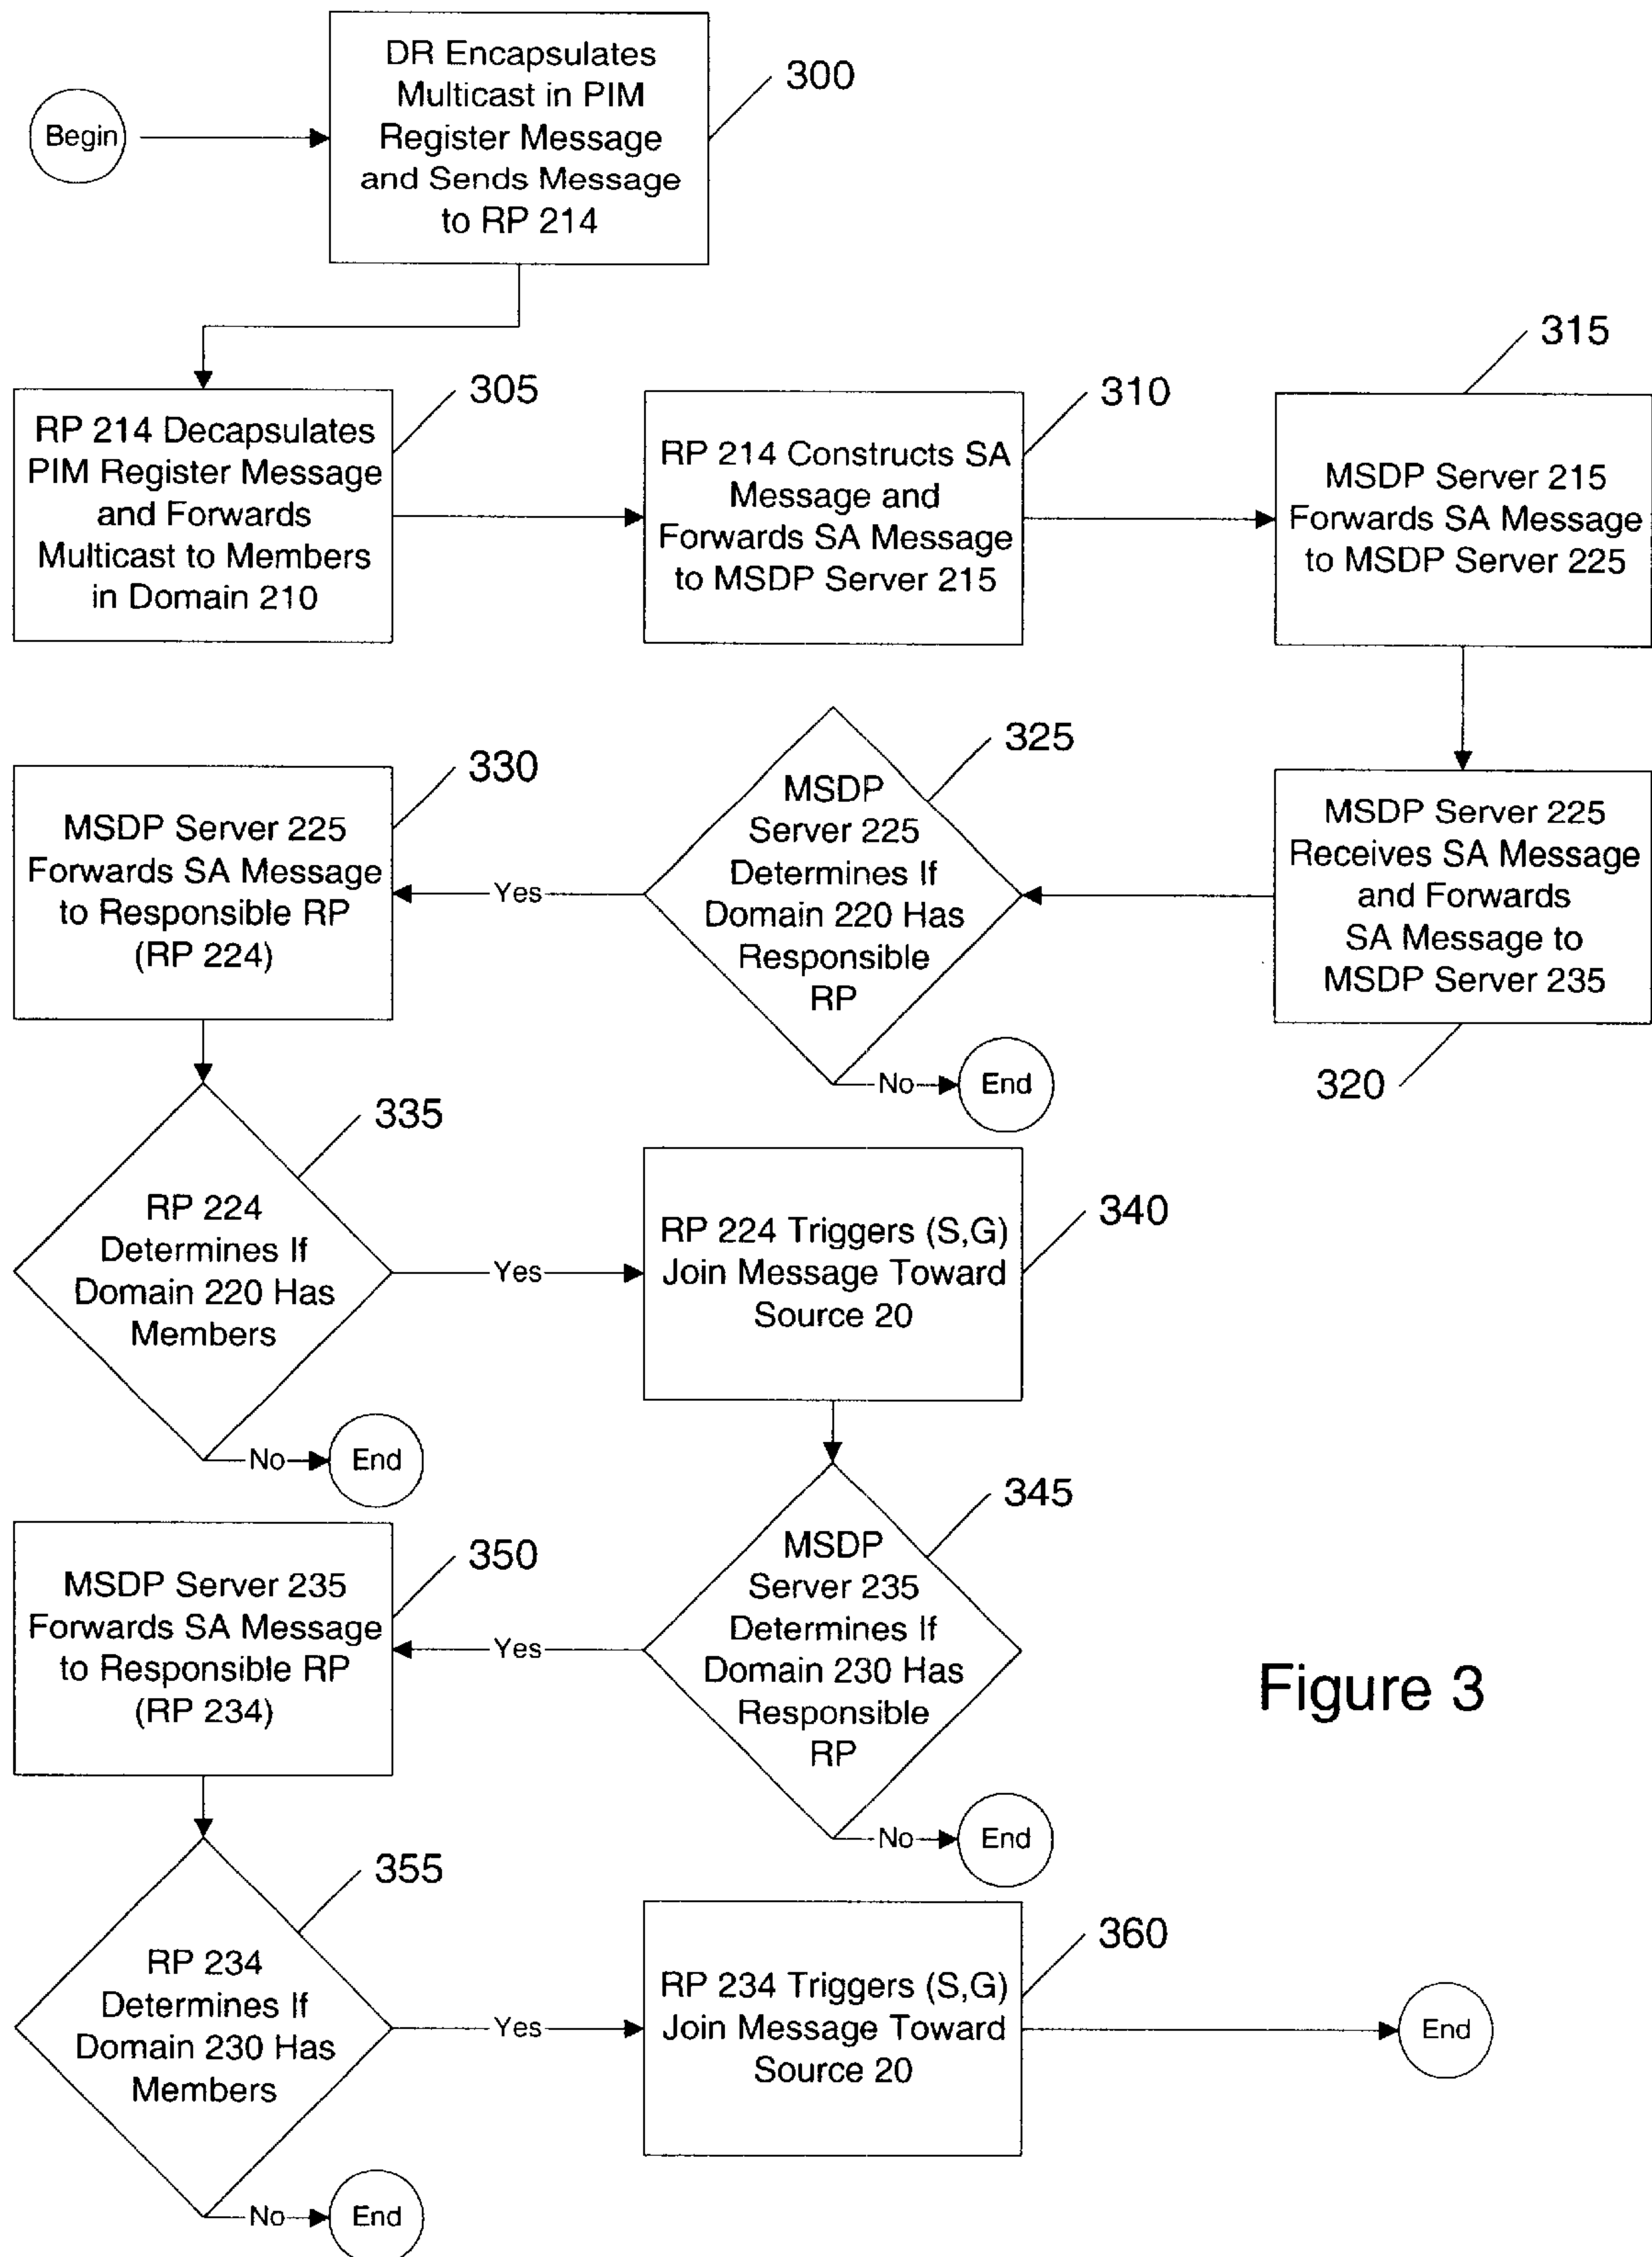 Begin
DR Encapsulates
Multicast in PIM
Register Message
and Sends Message
to RP 214
300
RP 214 Decapsulates
PIM Register Message
and Forwards
Multicast to Members
in Domain 210
305
RP 214 Constructs SA
Message and
Forwards SA Message
to MSDP Server 215
310
MSDP Server 215
Forwards SA Message
to MSDP Server 225
315
MSDP Server 225
Receives SA Message
and Forwards
SA Message to
MSDP Server 235
320
MSDP
Server 225
Determines If
Domain 220 Has
Responsible
RP
325
Yes
No
End
MSDP Server 225
Forwards SA Message
to Responsible RP
(RP 224)
330
RP 224
Determines If
Domain 220 Has
Members
335
Yes
No
End
RP 224 Triggers (S,G)
Join Message Toward
Source 20
340
MSDP
Server 235
Determines If
Domain 230 Has
Responsible
RP
345
Yes
No
End
MSDP Server 235
Forwards SA Message
to Responsible RP
(RP 234)
350
RP 234
Determines If
Domain 230 Has
Members
355
Yes
No
End
RP 234 Triggers (S,G)
Join Message Toward
Source 20
360
End
Figure 3